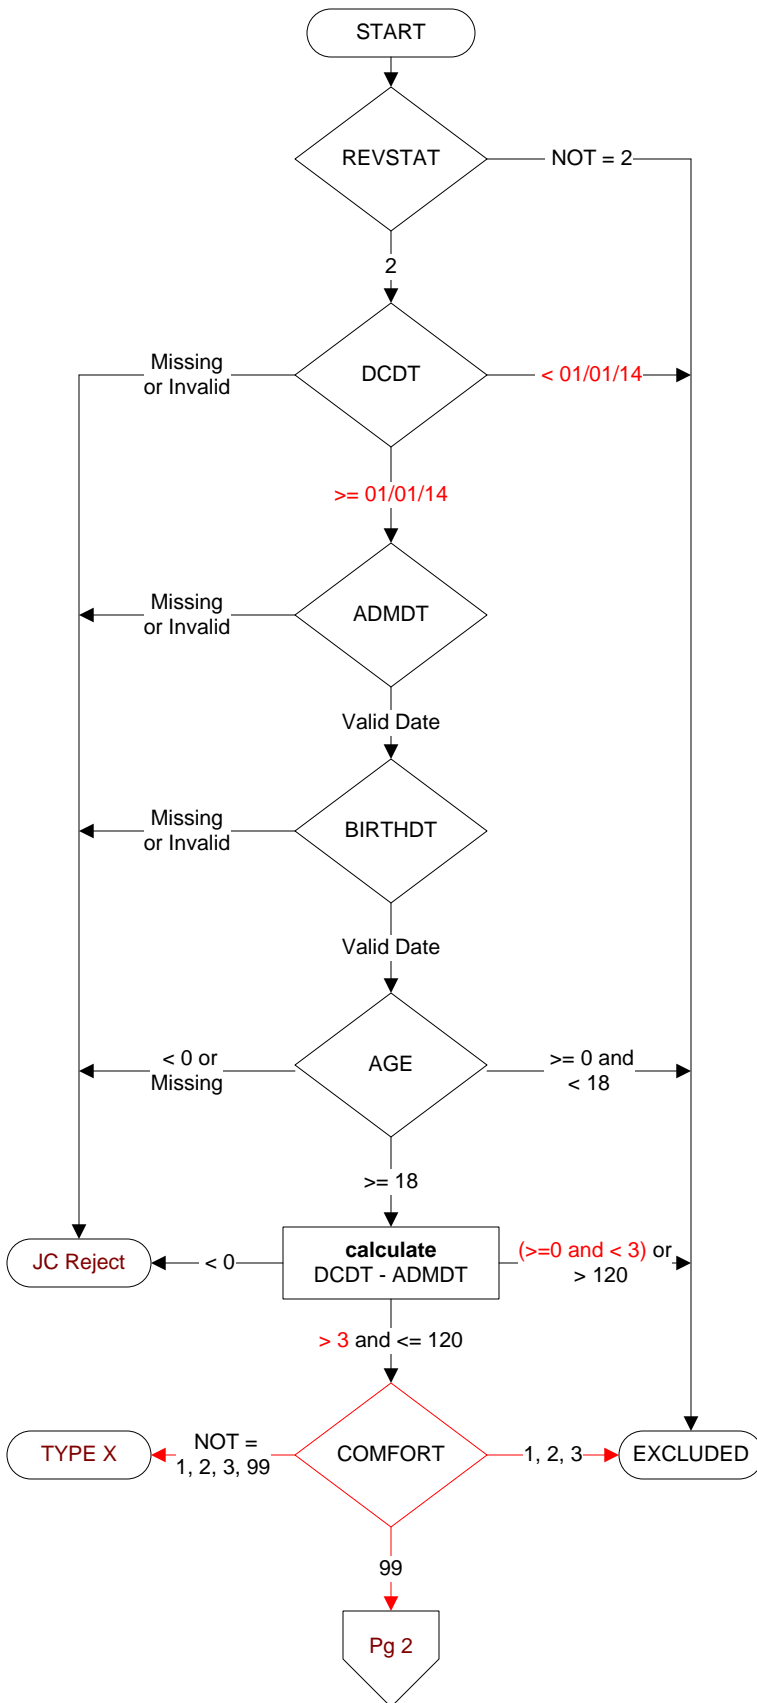 START
REVSTAT
NOT = 2
2
Missing
or Invalid
DCDT
< 01/01/14
>= 01/01/14
Missing
or Invalid
ADMDT
Valid Date
Missing
or Invalid
BIRTHDT
Valid Date
< 0 or
Missing
AGE
>= 0 and
< 18
>= 18
JC Reject
< 0
calculate
DCDT - ADMDT
(>=0 and < 3) or
> 120
> 3 and <= 120
TYPE X
NOT =
1, 2, 3, 99
COMFORT
1, 2, 3
EXCLUDED
99
Pg 2